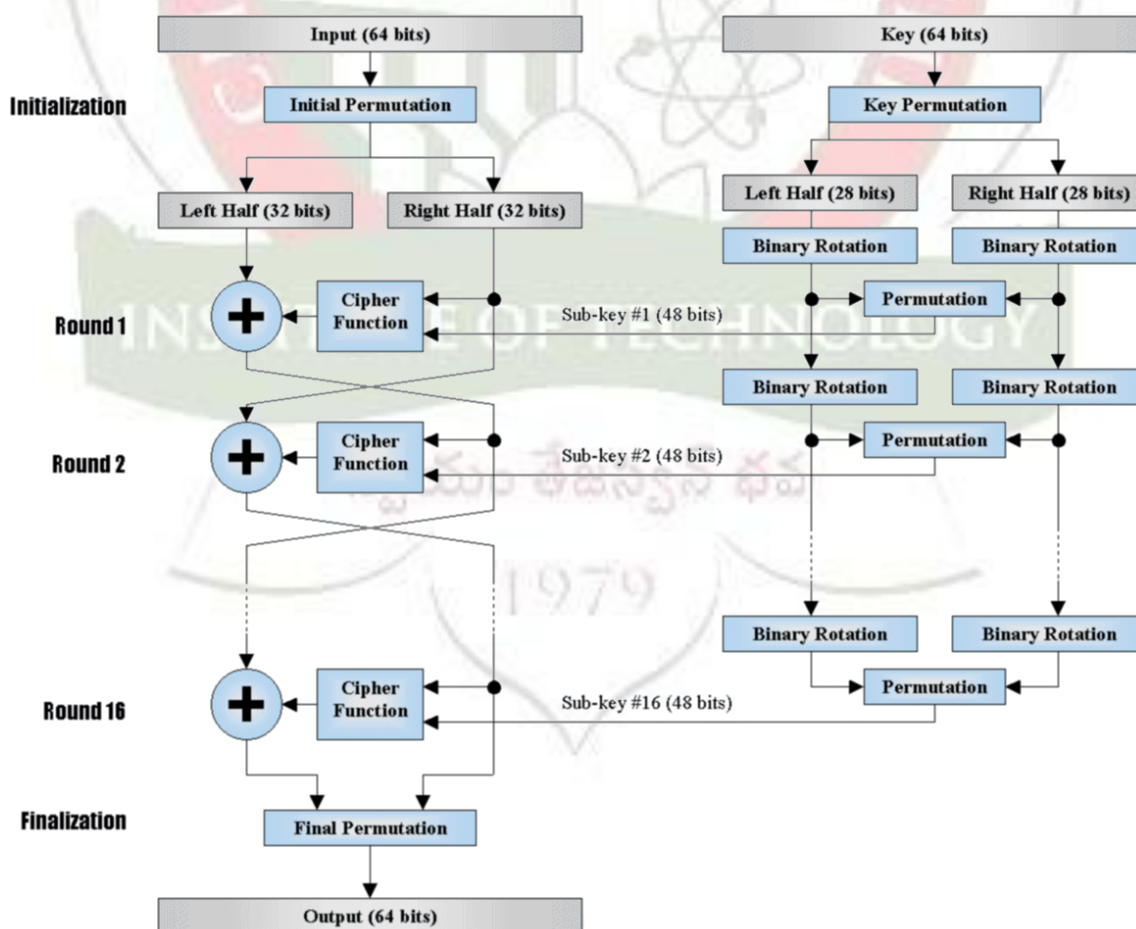 Input (64 bits)
Key (64 bits)
Initialization
Initial Permutation
Key Permutation
Left Half (32 bits)
Right Half (32 bits)
Left Half (28 bits)
Right Half (28 bits)
Binary Rotation
Binary Rotation
INSTITUTE OF TECHNOLOGY
Round 1
Cipher
Function
Sub-key #1 (48 bits)
Permutation
Binary Rotation
Binary Rotation
Round 2
Cipher
Function
Sub-key #2 (48 bits)
Permutation
1979
Binary Rotation
Binary Rotation
Round 16
Cipher
Function
Sub-key #16 (48 bits)
Permutation
Finalization
Final Permutation
Output (64 bits)